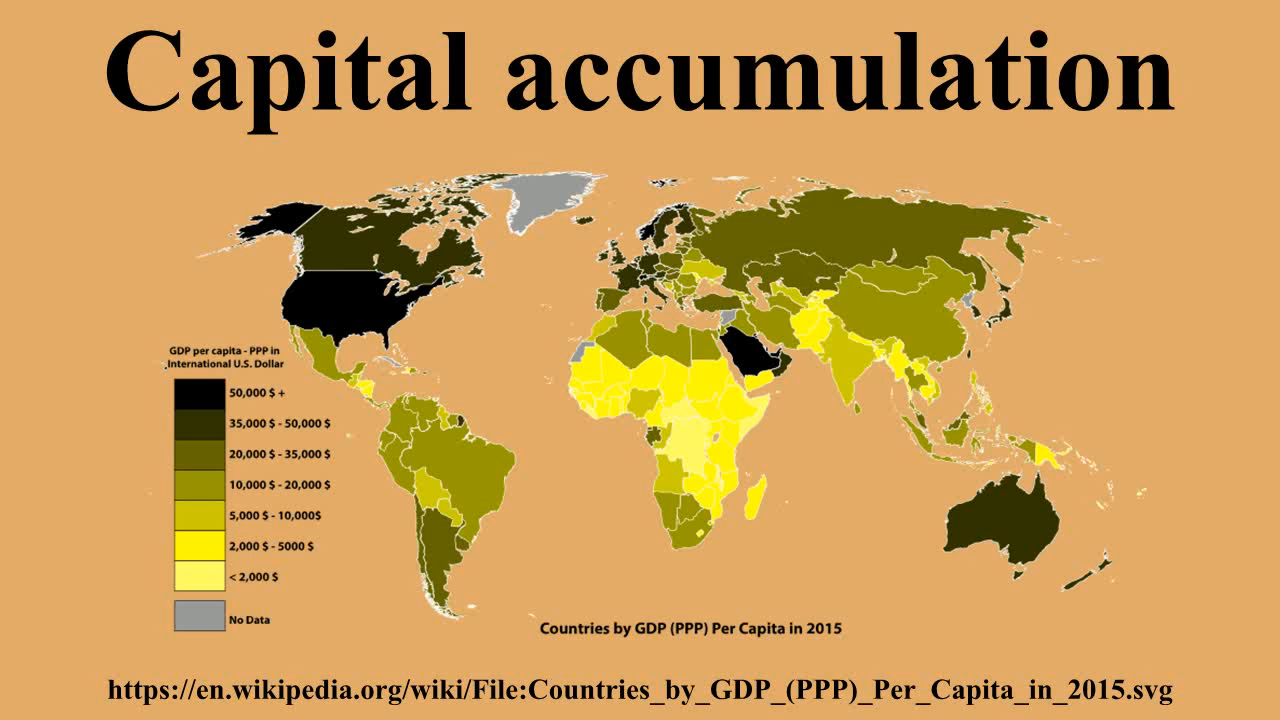 Capital accumulation
GDP per capita - PPP in
International U.S. Dollar
50,000 $ +
35,000 $ - 50,000 $
20,000 $ - 35,000 $
10,000 $ - 20,000 $
5,000 $ - 10,000$
2,000 $ - 5000 $
< 2,000 $
No Data
Countries by GDP (PPP) Per Capita in 2015
https://en.wikipedia.org/wiki/File:Countries_by_GDP_(PPP)_Per_Capita_in_2015.svg